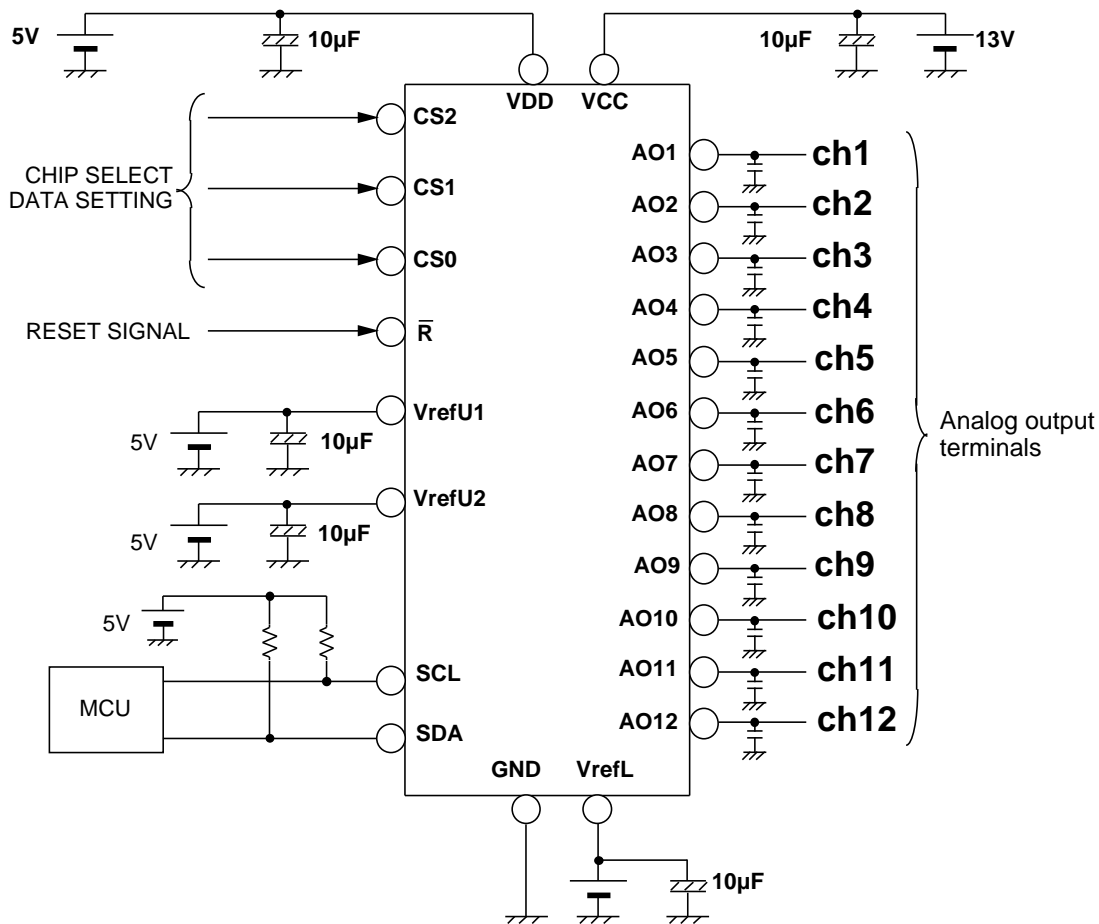 5V
10µF
10µF
13V
VDD
VCC
CHIP SELECT
DATA SETTING
CS2
CS1
CS0
RESET SIGNAL
R̅
VrefU1
5V
10µF
VrefU2
5V
10µF
5V
MCU
SCL
SDA
GND
VrefL
10µF
AO1
ch1
AO2
ch2
AO3
ch3
AO4
ch4
AO5
ch5
AO6
ch6
AO7
ch7
AO8
ch8
AO9
ch9
AO10
ch10
AO11
ch11
AO12
ch12
Analog output
terminals